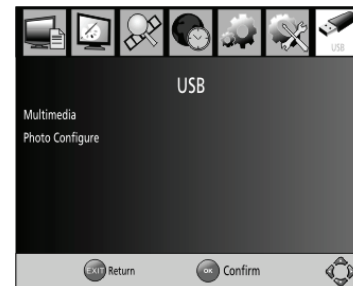 USB
USB
Multimedia
Photo Configure
EXIT Return OK Confirm